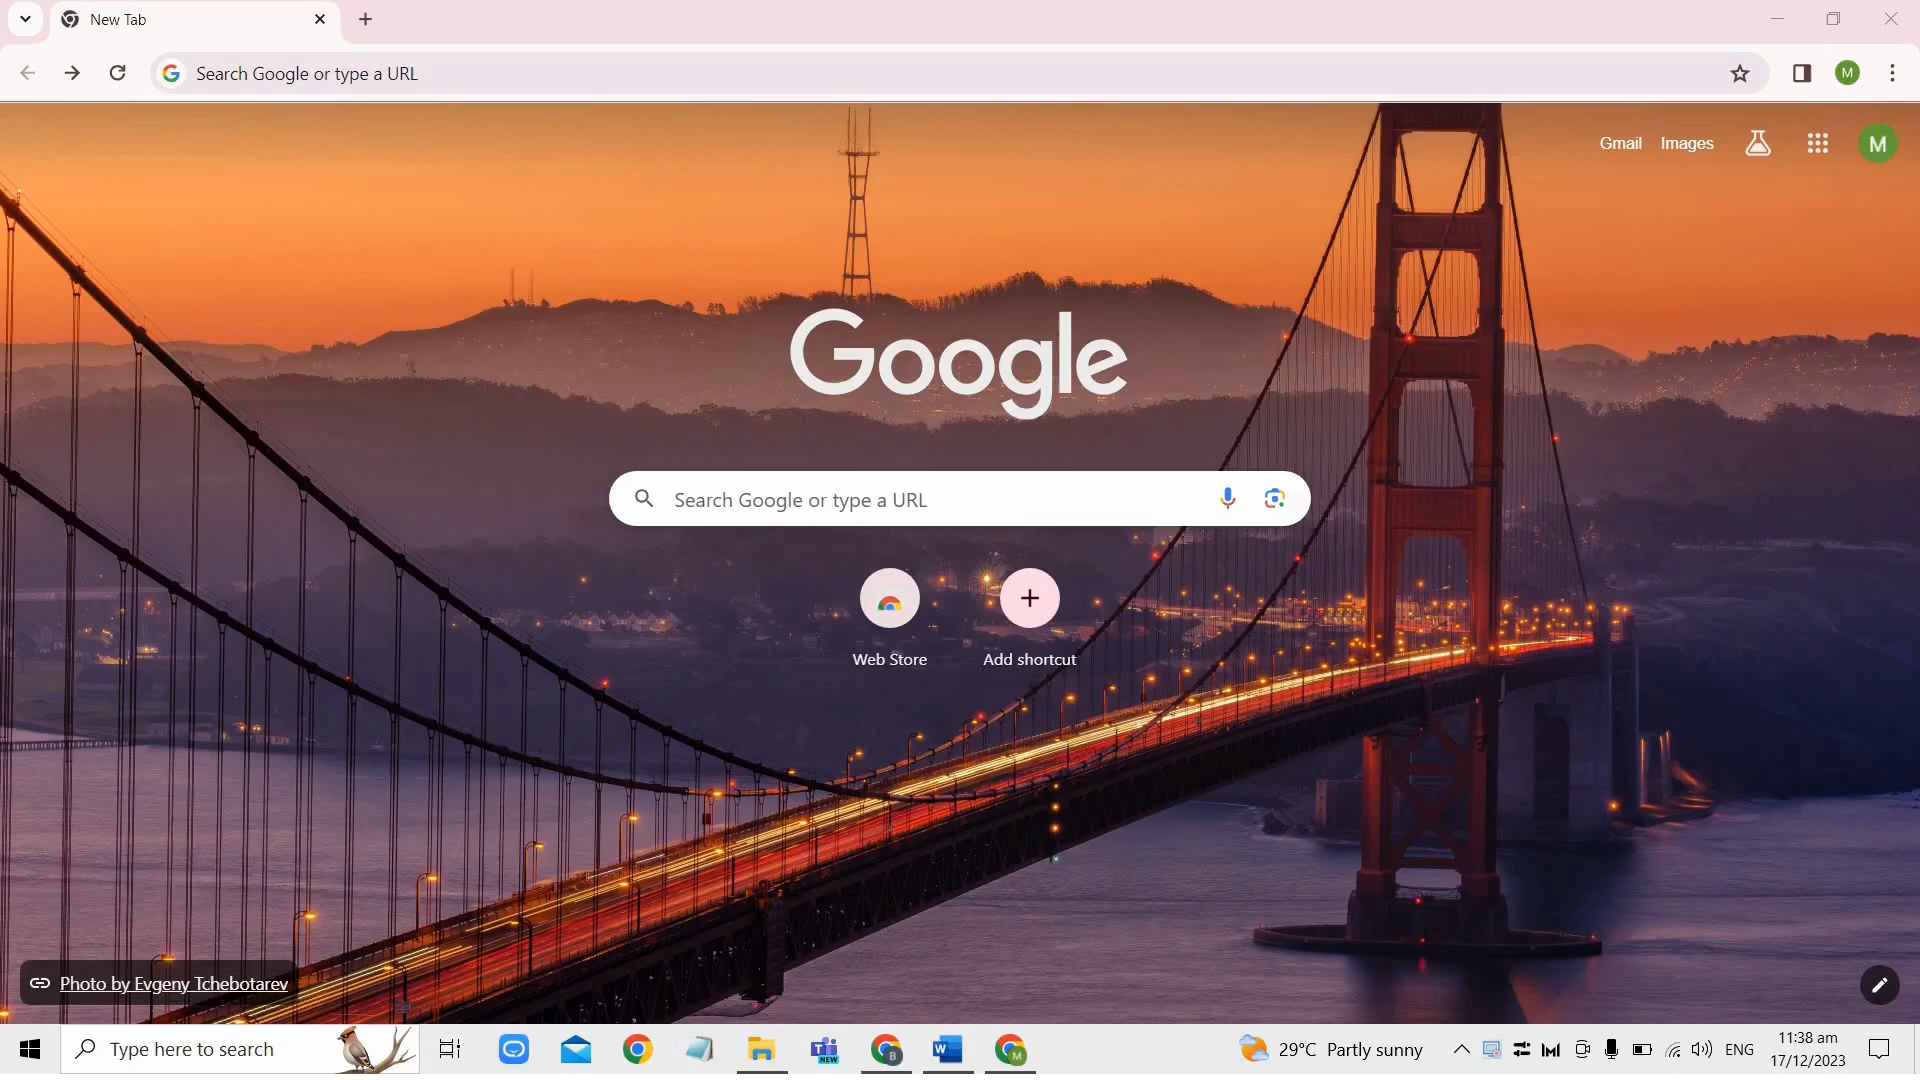 New Tab
Search Google or type a URL
M
Gmail
Images
M
Google
Search Google or type a URL
Web Store
Add shortcut
Photo by Evgeny Tchebotarev
Type here to search
NEW
B
W
M
29°C Partly sunny
ENG
11:38 am
17/12/2023